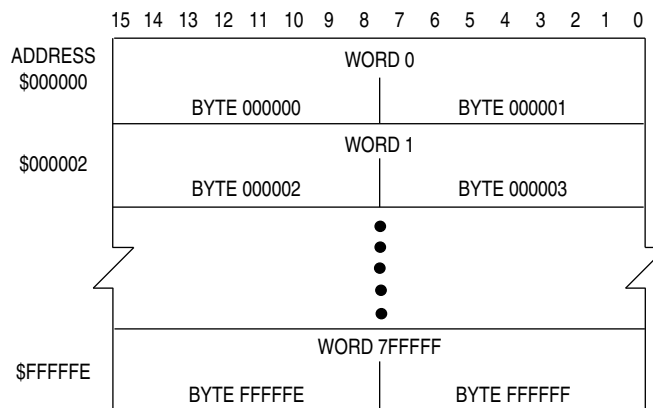 15 14 13 12 11 10 9 8 7 6 5 4 3 2 1 0
ADDRESS
$000000
WORD 0
BYTE 000000 BYTE 000001
$000002
WORD 1
BYTE 000002 BYTE 000003
WORD 7FFFFF
$FFFFFE
BYTE FFFFFE BYTE FFFFFF